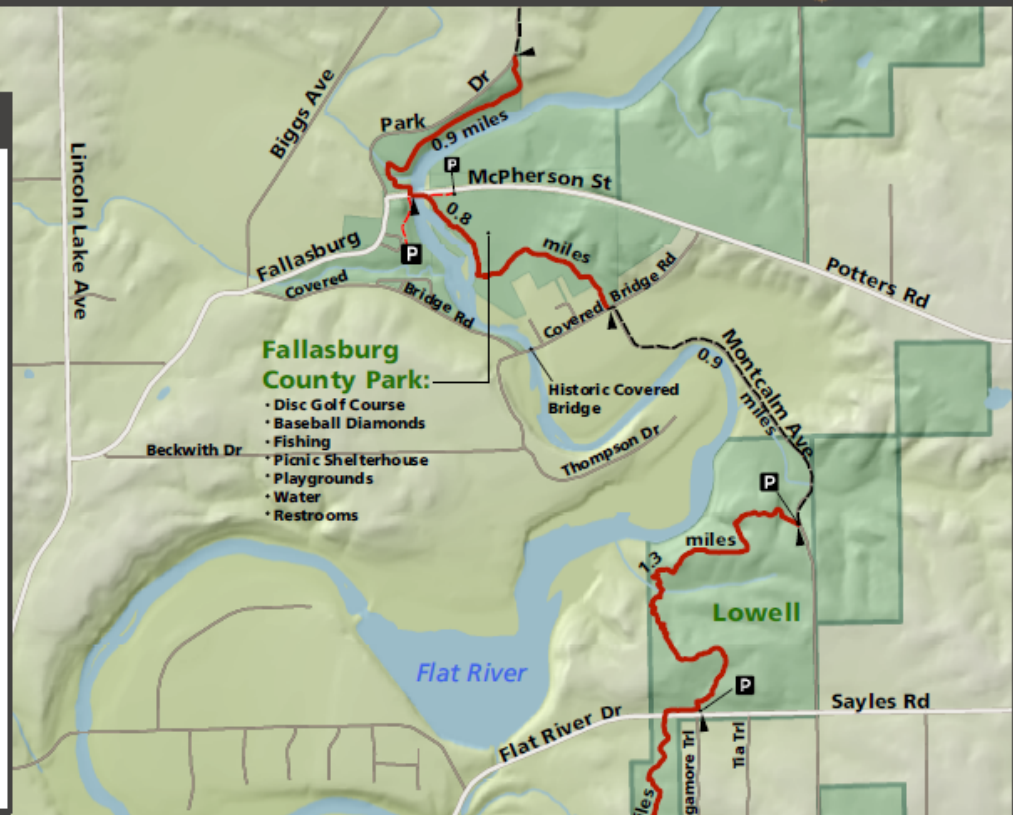 Biggs Ave
Park
Dr
0.9 miles
P
McPherson St
Lincoln Lake Ave
0.8
miles
Fallasburg
P
Covered
Bridge Rd
Covered
Bridge Rd
Potters Rd
Montcalm Ave
0.9
miles
Fallasburg
County Park:
· Disc Golf Course
· Baseball Diamonds
· Fishing
· Picnic Shelterhouse
· Playgrounds
· Water
· Restrooms
Historic Covered
Bridge
Beckwith Dr
Thompson Dr
P
miles
1.3
Lowell
Flat River
P
Sayles Rd
Flat River Dr
Tia Trl
gamore Trl
iles